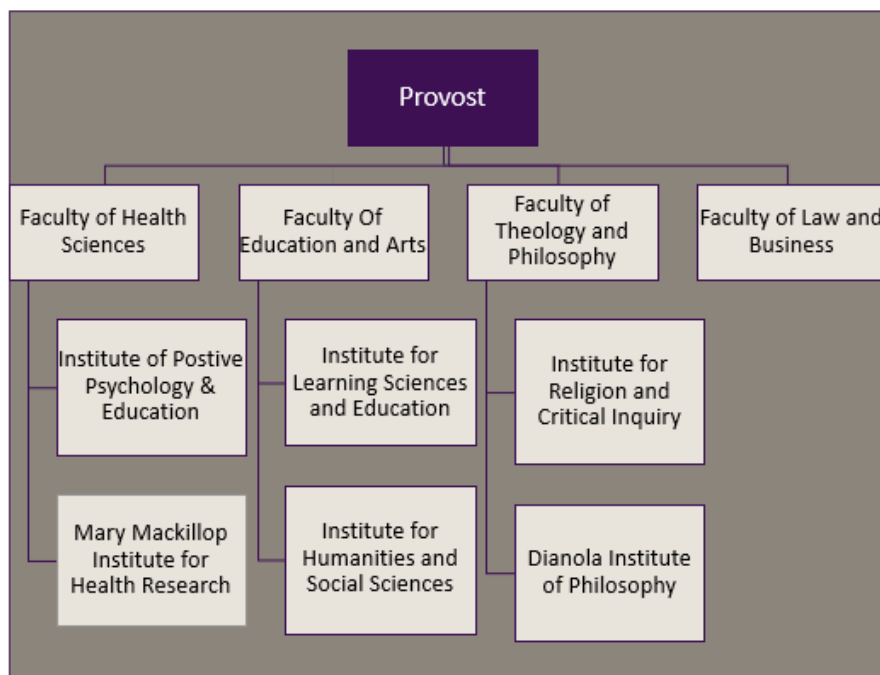 Provost
Faculty of Health
Sciences
Faculty Of
Education and Arts
Faculty of
Theology and
Philosophy
Faculty of Law and
Business
Institute of Postive
Psychology &
Education
Institute for
Learning Sciences
and Education
Institute for
Religion and
Critical Inquiry
Mary Mackillop
Institute for
Health Research
Institute for
Humanities and
Social Sciences
Dianola Institute
of Philosophy